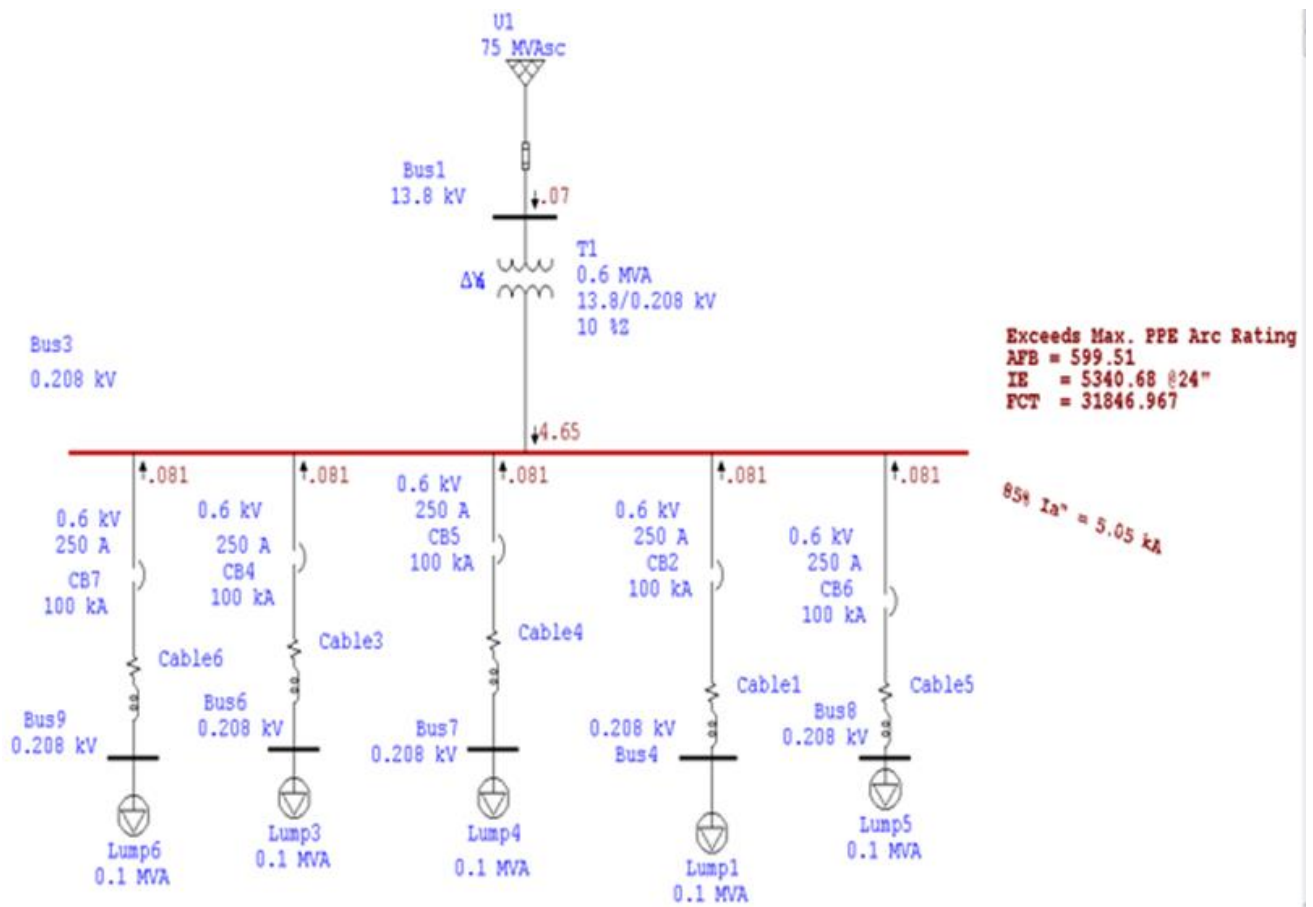 U1
75 MVAsc
Bus1
13.8 kV
.07
T1
0.6 MVA
13.8/0.208 kV
10 %Z
Bus3
0.208 kV
Exceeds Max. PPE Arc Rating
AFB = 599.51
IE = 5340.68 @24"
FCT = 31846.967
4.65
85% Ia" = 5.05 kA
.081
.081
.081
.081
.081
0.6 kV
250 A
CB7
100 kA
0.6 kV
250 A
CB4
100 kA
0.6 kV
250 A
CB5
100 kA
0.6 kV
250 A
CB2
100 kA
0.6 kV
250 A
CB6
100 kA
Cable6
Cable3
Cable4
Cable1
Cable5
Bus9
0.208 kV
Bus6
0.208 kV
Bus7
0.208 kV
0.208 kV
Bus4
Bus8
0.208 kV
Lump6
0.1 MVA
Lump3
0.1 MVA
Lump4
0.1 MVA
Lump1
0.1 MVA
Lump5
0.1 MVA